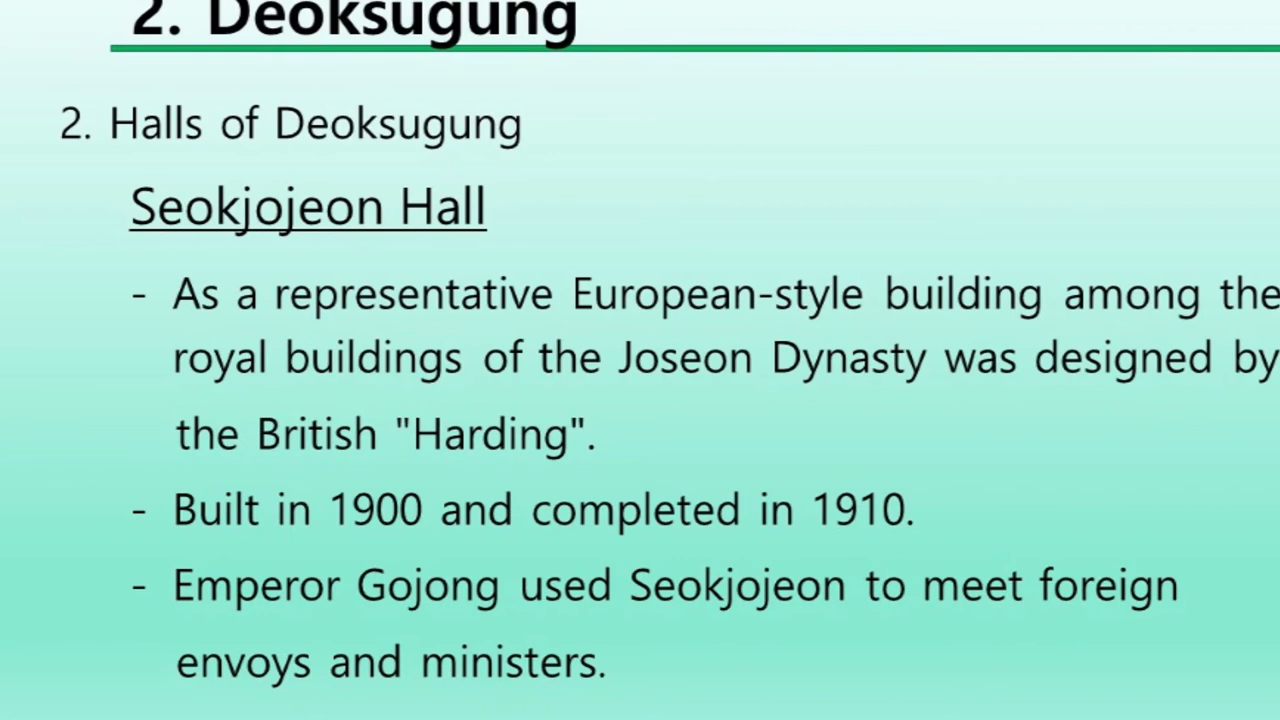 2. Deoksugung
2. Halls of Deoksugung
Seokjojeon Hall
- As a representative European-style building among the
royal buildings of the Joseon Dynasty was designed by
the British "Harding".
- Built in 1900 and completed in 1910.
- Emperor Gojong used Seokjojeon to meet foreign
envoys and ministers.